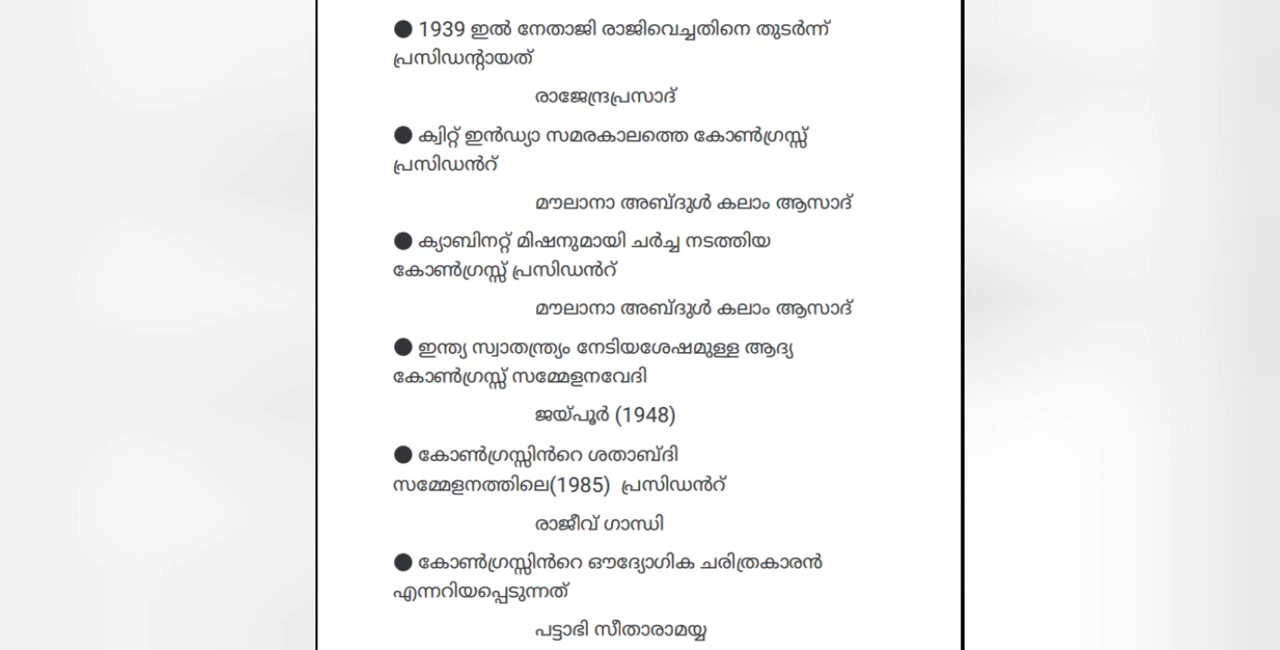 ● 1939 ഇൽ നേതാജി രാജിവെച്ചതിനെ തുടർന്ന്
പ്രസിഡന്റായത്
രാജേന്ദ്രപ്രസാദ്
● ക്വിറ്റ് ഇൻഡ്യാ സമരകാലത്തെ കോൺഗ്രസ്സ്
പ്രസിഡൻറ്
മൗലാനാ അബ്ദുൾ കലാം ആസാദ്
● ക്യാബിനറ്റ് മിഷനുമായി ചർച്ച നടത്തിയ
കോൺഗ്രസ്സ് പ്രസിഡൻറ്
മൗലാനാ അബ്ദുൾ കലാം ആസാദ്
● ഇന്ത്യ സ്വാതന്ത്ര്യം നേടിയശേഷമുള്ള ആദ്യ
കോൺഗ്രസ്സ് സമ്മേളനവേദി
ജയ്പൂർ (1948)
● കോൺഗ്രസ്സിൻറെ ശതാബ്ദി
സമ്മേളനത്തിലെ(1985) പ്രസിഡൻറ്
രാജീവ് ഗാന്ധി
● കോൺഗ്രസ്സിൻറെ ഔദ്യോഗിക ചരിത്രകാരൻ
എന്നറിയപ്പെടുന്നത്
പട്ടാഭി സീതാരാമയ്യ